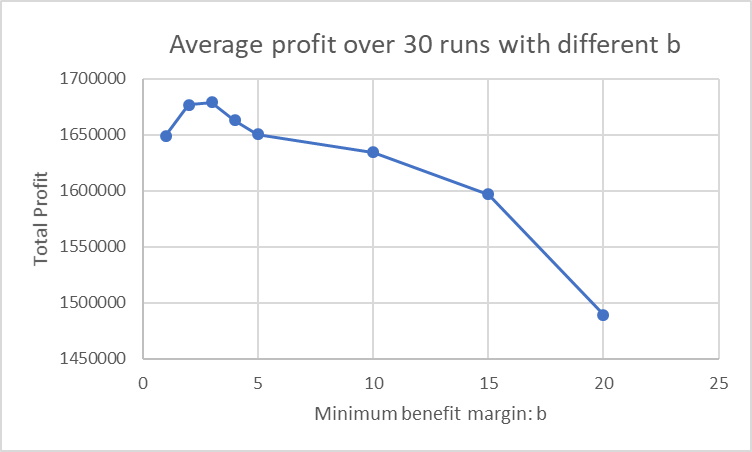 Average profit over 30 runs with different b
1700000
1650000
1600000
1550000
1500000
1450000
Total Profit
0 5 10 15 20 25
Minimum benefit margin: b